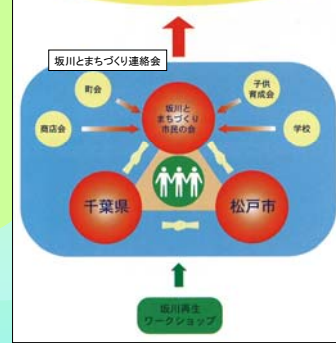 坂川とまちづくり連絡会
町会
子供
育成会
坂川と
まちづくり
市民の会
商店会
学校
千葉県
松戸市
坂川再生
ワークショップ